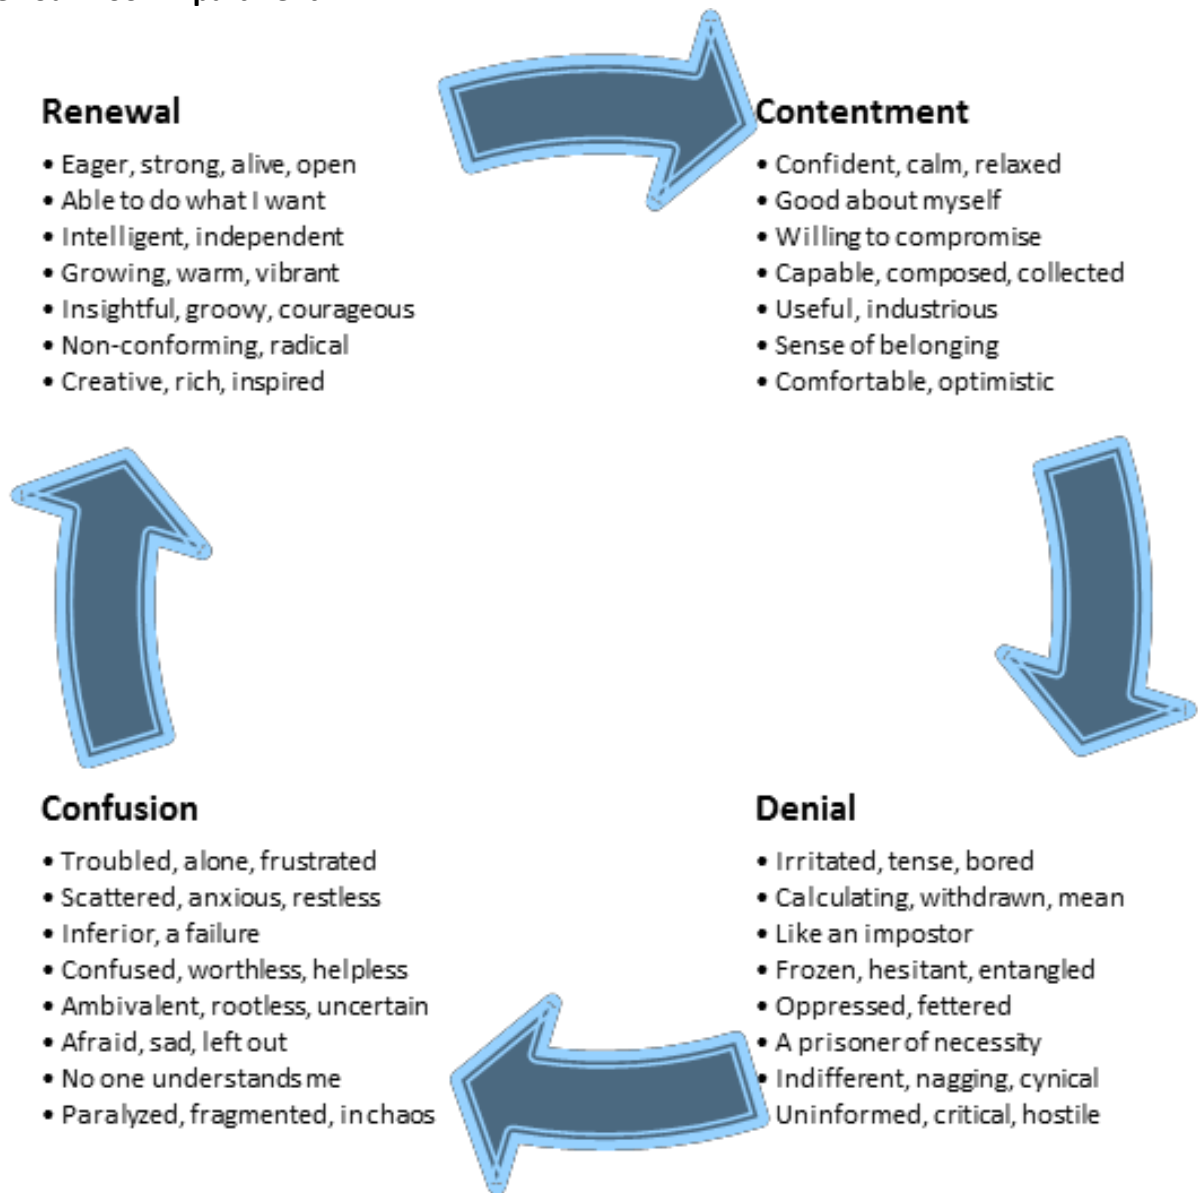 Renewal
• Eager, strong, alive, open
• Able to do what I want
• Intelligent, independent
• Growing, warm, vibrant
• Insightful, groovy, courageous
• Non-conforming, radical
• Creative, rich, inspired
Contentment
• Confident, calm, relaxed
• Good about myself
• Willing to compromise
• Capable, composed, collected
• Useful, industrious
• Sense of belonging
• Comfortable, optimistic
Confusion
• Troubled, alone, frustrated
• Scattered, anxious, restless
• Inferior, a failure
• Confused, worthless, helpless
• Ambivalent, rootless, uncertain
• Afraid, sad, left out
• No one understands me
• Paralyzed, fragmented, in chaos
Denial
• Irritated, tense, bored
• Calculating, withdrawn, mean
• Like an impostor
• Frozen, hesitant, entangled
• Oppressed, fettered
• A prisoner of necessity
• Indifferent, nagging, cynical
Uninformed, critical, hostile